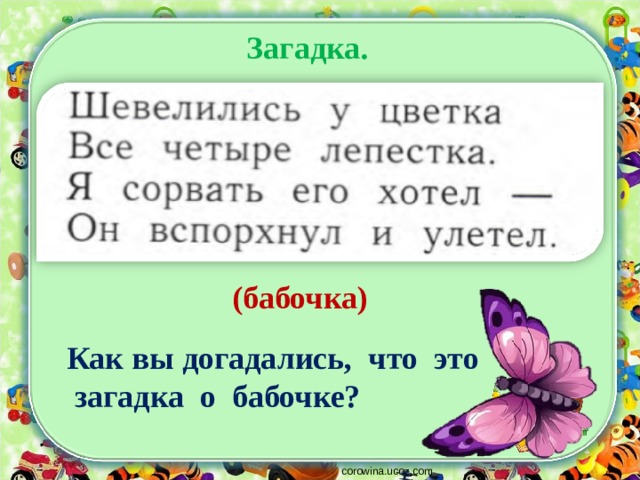 Загадка.
Шевелились у цветка
Все четыре лепестка.
Я сорвать его хотел —
Он вспорхнул и улетел.
(бабочка)
Как вы догадались, что это
загадка о бабочке?
corowina.ucoz.com